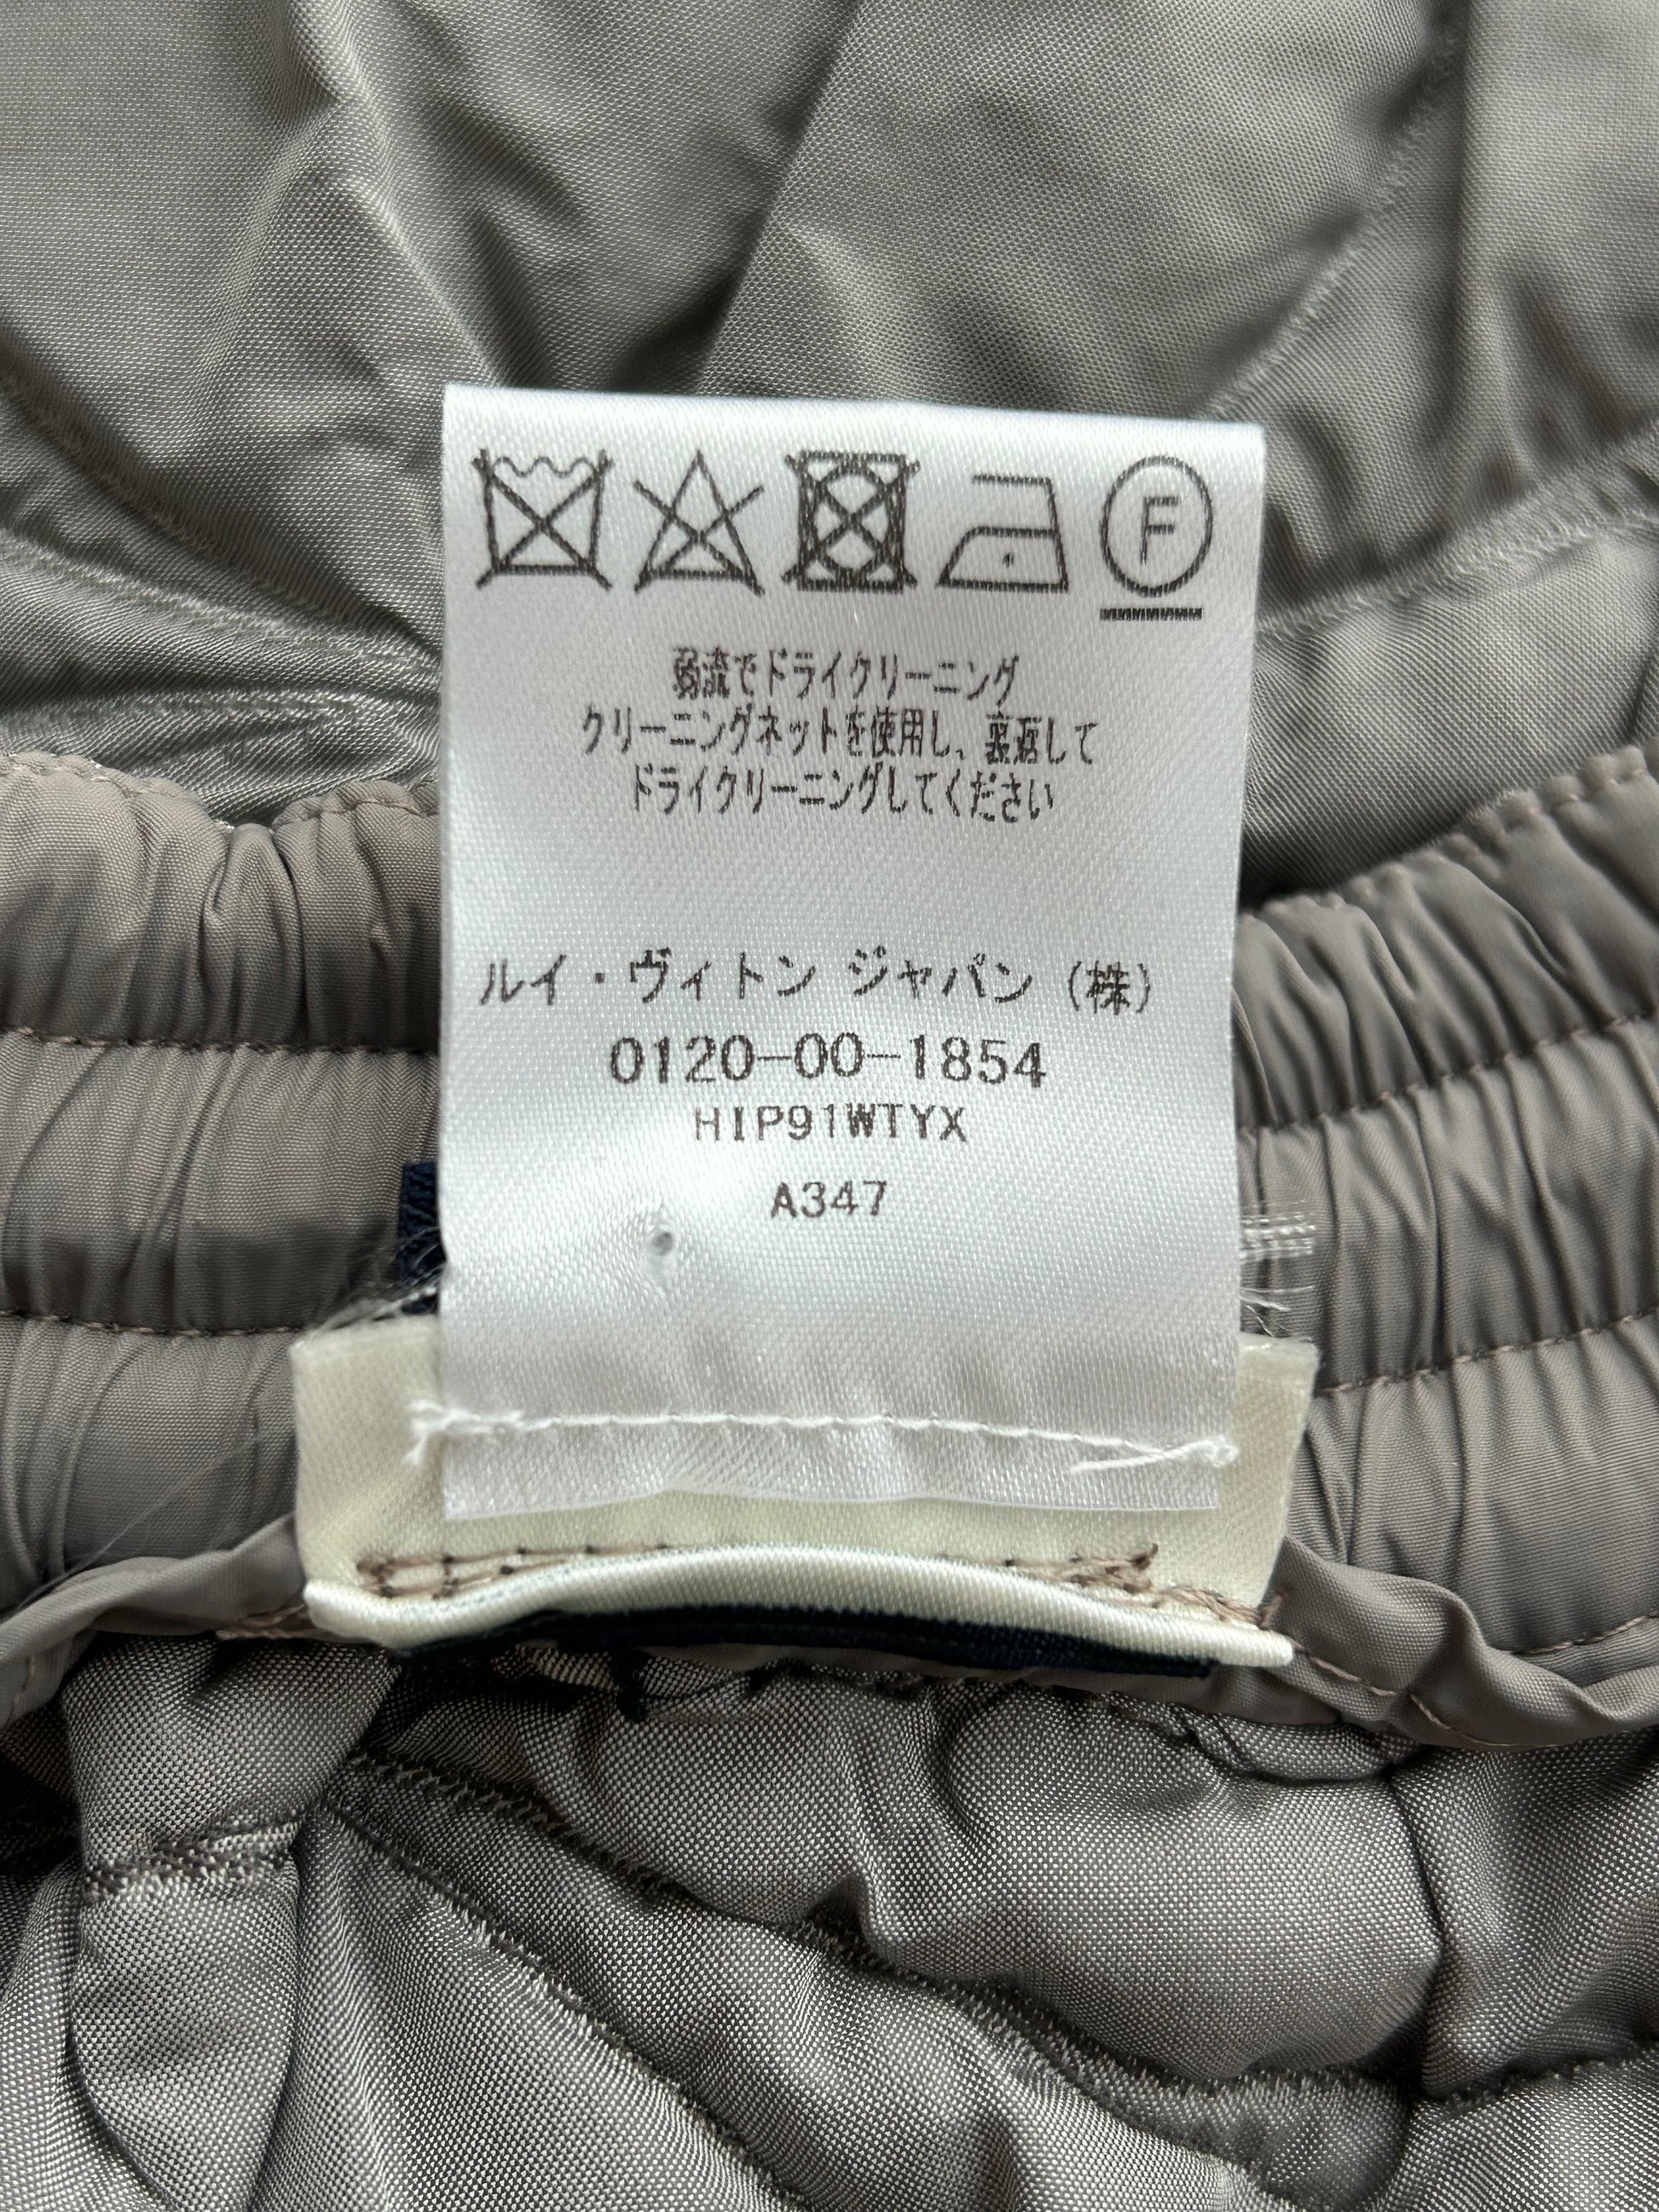 F
弱流でドライクリーニング
クリーニングネットを使用し、裏返して
ドライクリーニングしてください
ルイ・ヴィトン ジャパン (株)
0120-00-1854
HIP91WTYX
A347